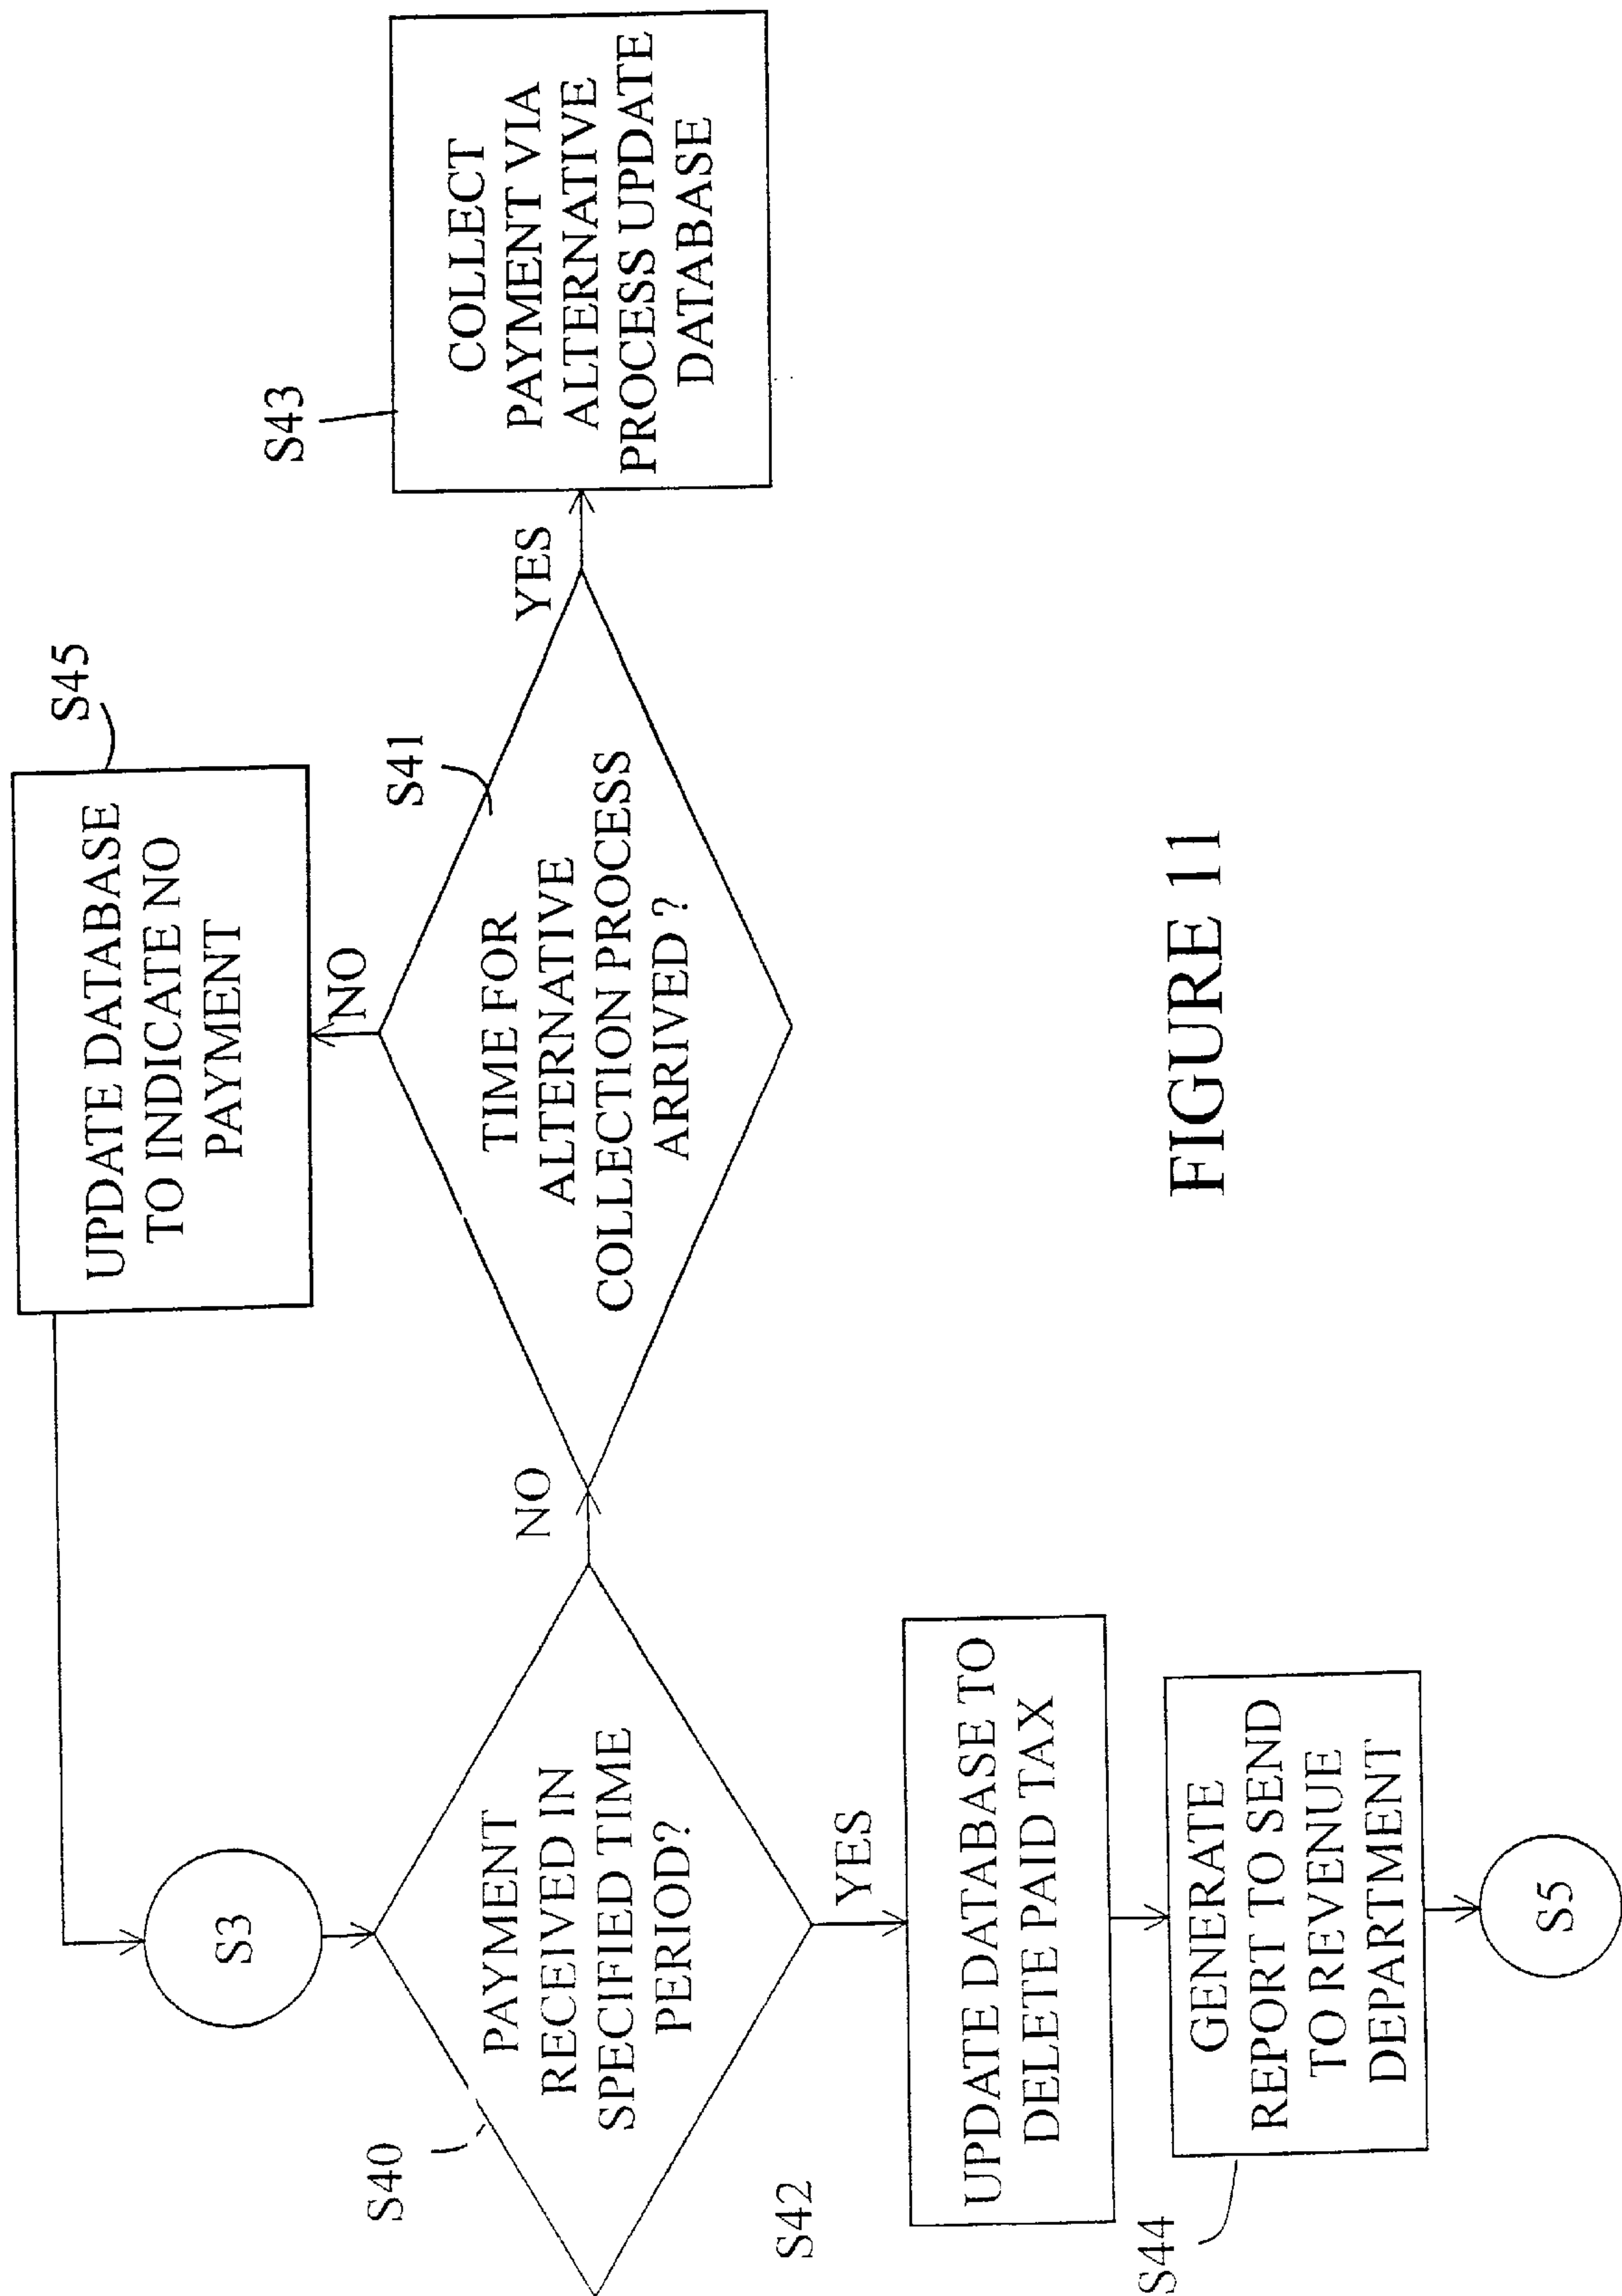 S3
S40
PAYMENT
RECEIVED IN
SPECIFIED TIME
PERIOD?
NO
S41
TIME FOR
ALTERNATIVE
COLLECTION PROCESS
ARRIVED ?
NO
UPDATE DATABASE
TO INDICATE NO
PAYMENT
S45
YES
S43
COLLECT
PAYMENT VIA
ALTERNATIVE
PROCESS UPDATE
DATABASE
YES
S42
UPDATE DATABASE TO
DELETE PAID TAX
S44
GENERATE
REPORT TO SEND
TO REVENUE
DEPARTMENT
S5
FIGURE 11